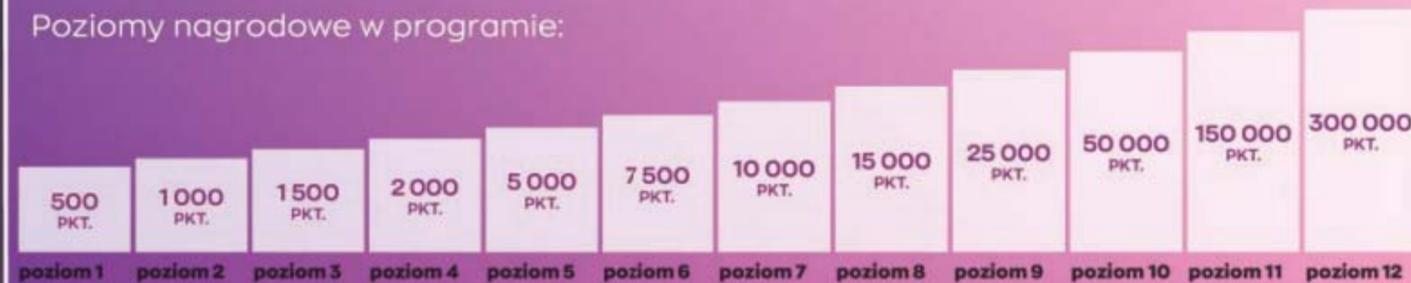 Poziomy nagrodowe w programie:
500
PKT.
1 000
PKT.
1 500
PKT.
2 000
PKT.
5 000
PKT.
7 500
PKT.
10 000
PKT.
15 000
PKT.
25 000
PKT.
50 000
PKT.
150 000
PKT.
300 000
PKT.
poziom 1 poziom 2 poziom 3 poziom 4 poziom 5 poziom 6 poziom 7 poziom 8 poziom 9 poziom 10 poziom 11 poziom 12